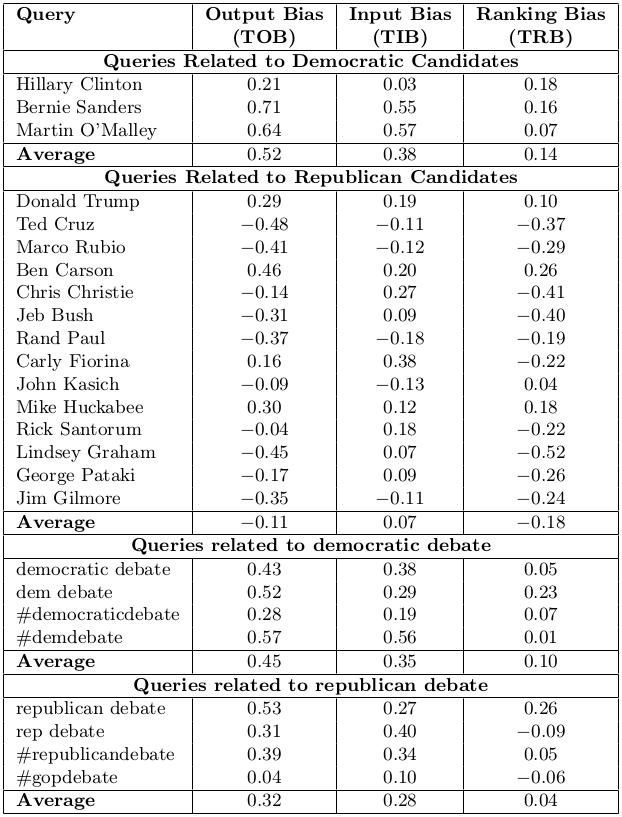 Query Output Bias Input Bias Ranking Bias
(TOB) (TIB) (TRB)
Queries Related to Democratic Candidates
Hillary Clinton 0.21 0.03 0.18
Bernie Sanders 0.71 0.55 0.16
Martin O'Malley 0.64 0.57 0.07
Average 0.52 0.38 0.14
Queries Related to Republican Candidates
Donald Trump 0.29 0.19 0.10
Ted Cruz −0.48 −0.11 −0.37
Marco Rubio −0.41 −0.12 −0.29
Ben Carson 0.46 0.20 0.26
Chris Christie −0.14 0.27 −0.41
Jeb Bush −0.31 0.09 −0.40
Rand Paul −0.37 −0.18 −0.19
Carly Fiorina 0.16 0.38 −0.22
John Kasich −0.09 −0.13 0.04
Mike Huckabee 0.30 0.12 0.18
Rick Santorum −0.04 0.18 −0.22
Lindsey Graham −0.45 0.07 −0.52
George Pataki −0.17 0.09 −0.26
Jim Gilmore −0.35 −0.11 −0.24
Average −0.11 0.07 −0.18
Queries related to democratic debate
democratic debate 0.43 0.38 0.05
dem debate 0.52 0.29 0.23
#democraticdebate 0.28 0.19 0.07
#demdebate 0.57 0.56 0.01
Average 0.45 0.35 0.10
Queries related to republican debate
republican debate 0.53 0.27 0.26
rep debate 0.31 0.40 −0.09
#republicandebate 0.39 0.34 0.05
#gopdebate 0.04 0.10 −0.06
Average 0.32 0.28 0.04